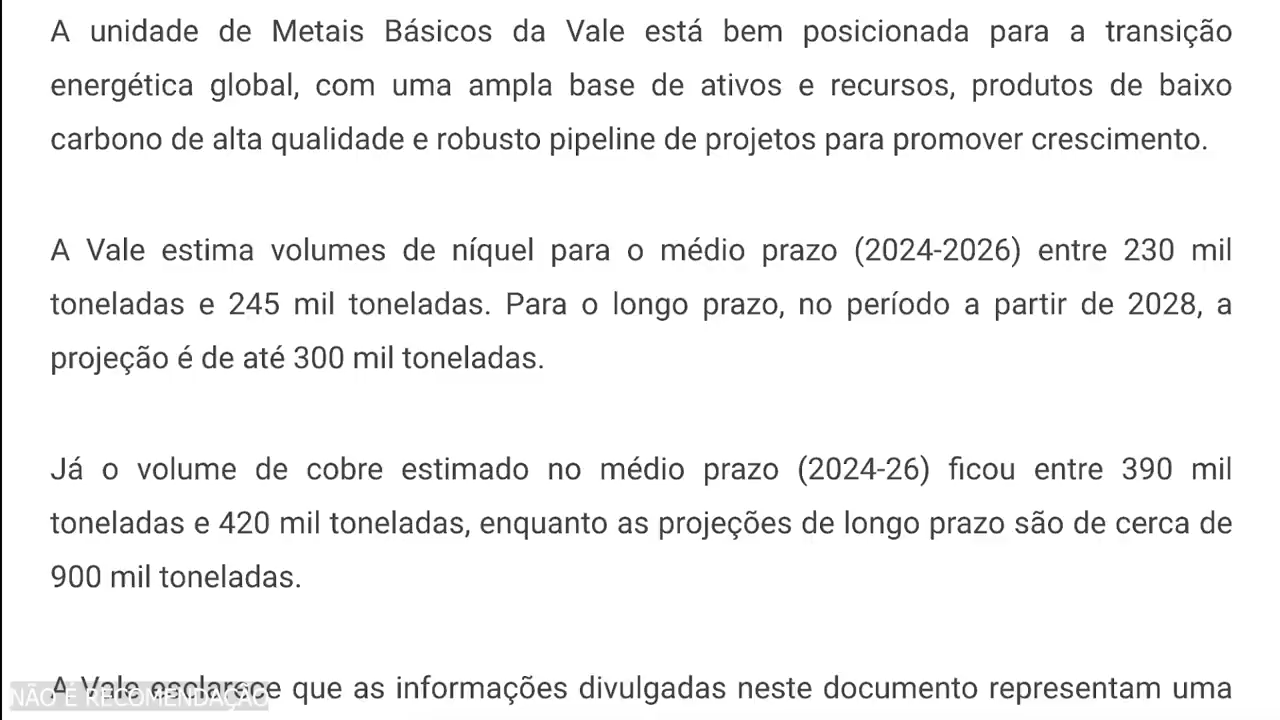 A unidade de Metais Básicos da Vale está bem posicionada para a transição
energética global, com uma ampla base de ativos e recursos, produtos de baixo
carbono de alta qualidade e robusto pipeline de projetos para promover crescimento.
A Vale estima volumes de níquel para o médio prazo (2024-2026) entre 230 mil
toneladas e 245 mil toneladas. Para o longo prazo, no período a partir de 2028, a
projeção é de até 300 mil toneladas.
Já o volume de cobre estimado no médio prazo (2024-26) ficou entre 390 mil
toneladas e 420 mil toneladas, enquanto as projeções de longo prazo são de cerca de
900 mil toneladas.
A Vale esclarece que as informações divulgadas neste documento representam uma
NÃO É RECOMENDAÇÃO